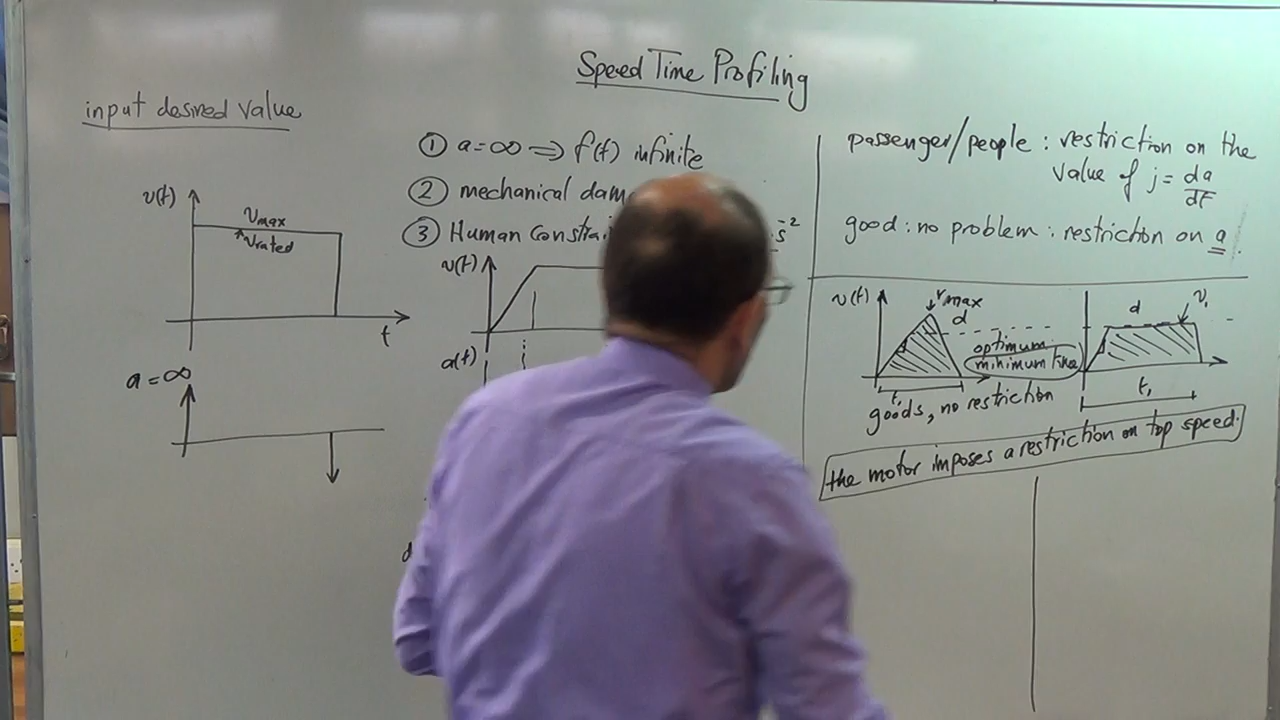 Speed Time Profiling
input desired value
v(t)
vmax
vrated
t
a = ∞
① a = ∞ ⇒ f(t) infinite
② mechanical
③ Human
s⁻²
v(t)
a(t)
passenger/people : restriction on the
value of j = da/dt
good : no problem : restriction on a
v(t)
vmax
d
optimum
minimum time
t₁
goods, no restriction
d
v₁
t₁
the motor imposes a restriction on top speed.